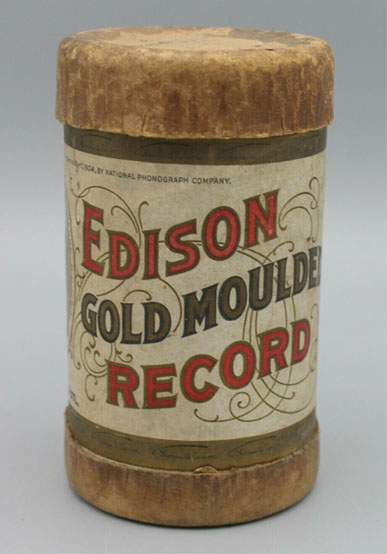 BY NATIONAL PHONOGRAPH COMPANY.
EDISON
GOLD MOULDE
RECORD